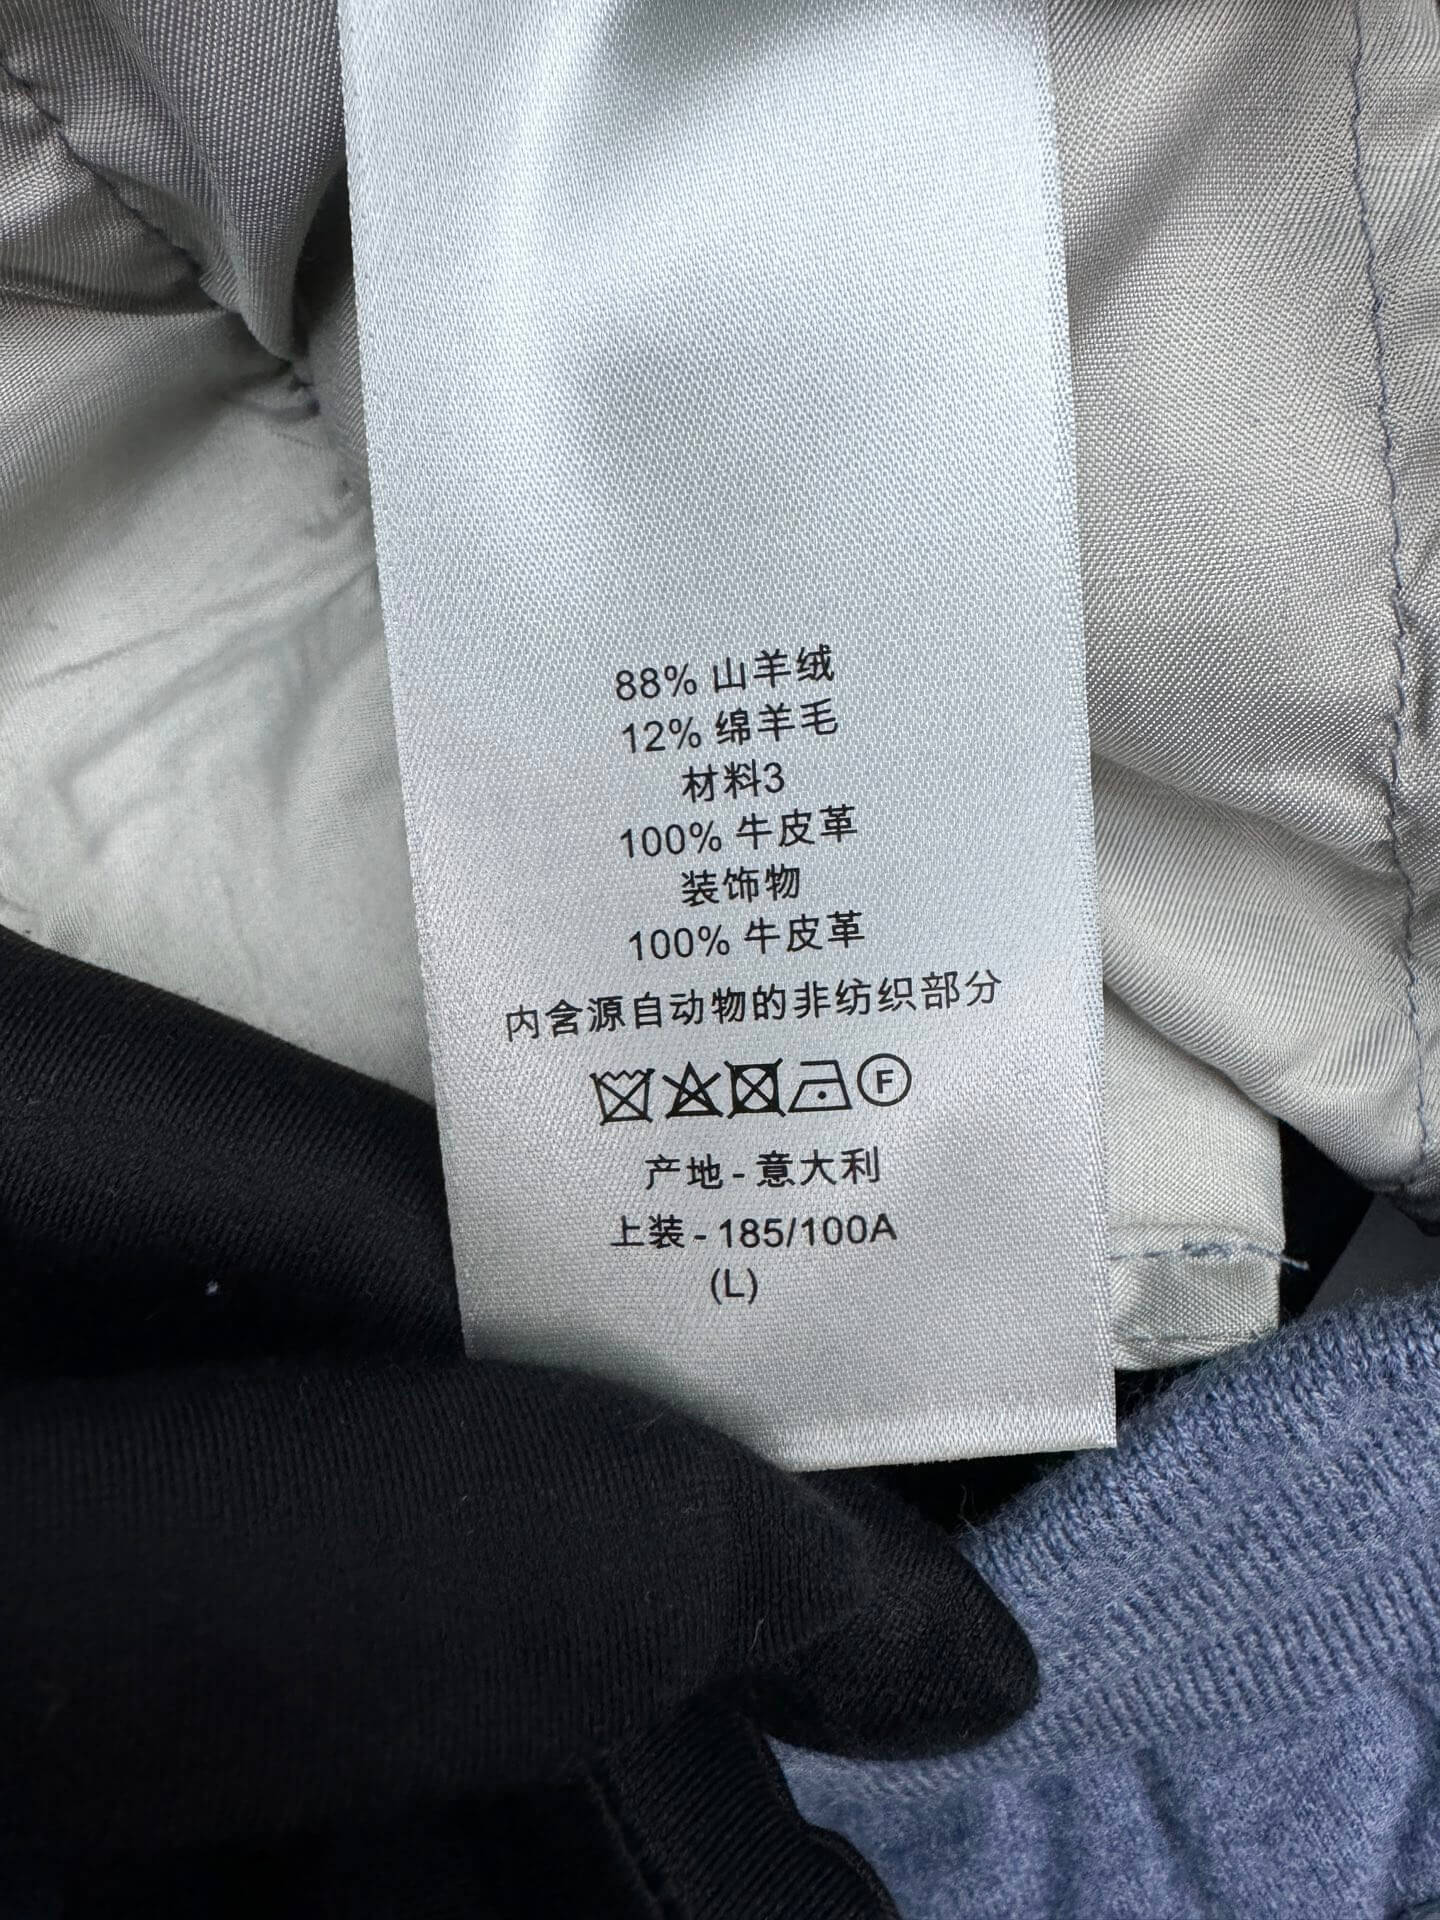 88% 山羊绒
12% 绵羊毛
材料3
100% 牛皮革
装饰物
100% 牛皮革
内含源自动物的非纺织部分
F
产地 - 意大利
上装 - 185/100A
(L)